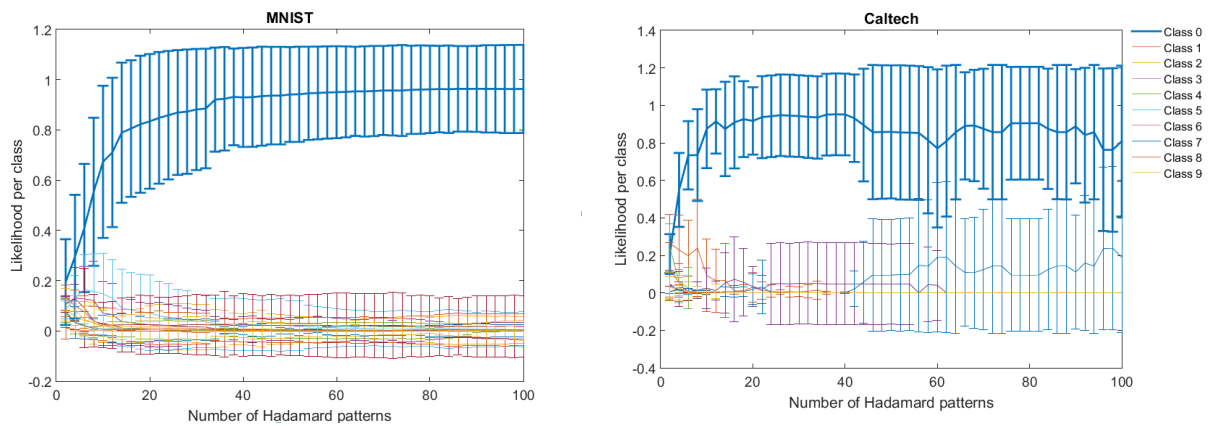 MNIST
1.2
1
0.8
0.6
0.4
0.2
0
-0.2
Likelihood per class
0 20 40 60 80 100
Number of Hadamard patterns
Caltech
1.4
1.2
1
0.8
0.6
0.4
0.2
0
-0.2
-0.4
Likelihood per class
0 20 40 60 80 100
Number of Hadamard patterns
Class 0
Class 1
Class 2
Class 3
Class 4
Class 5
Class 6
Class 7
Class 8
Class 9